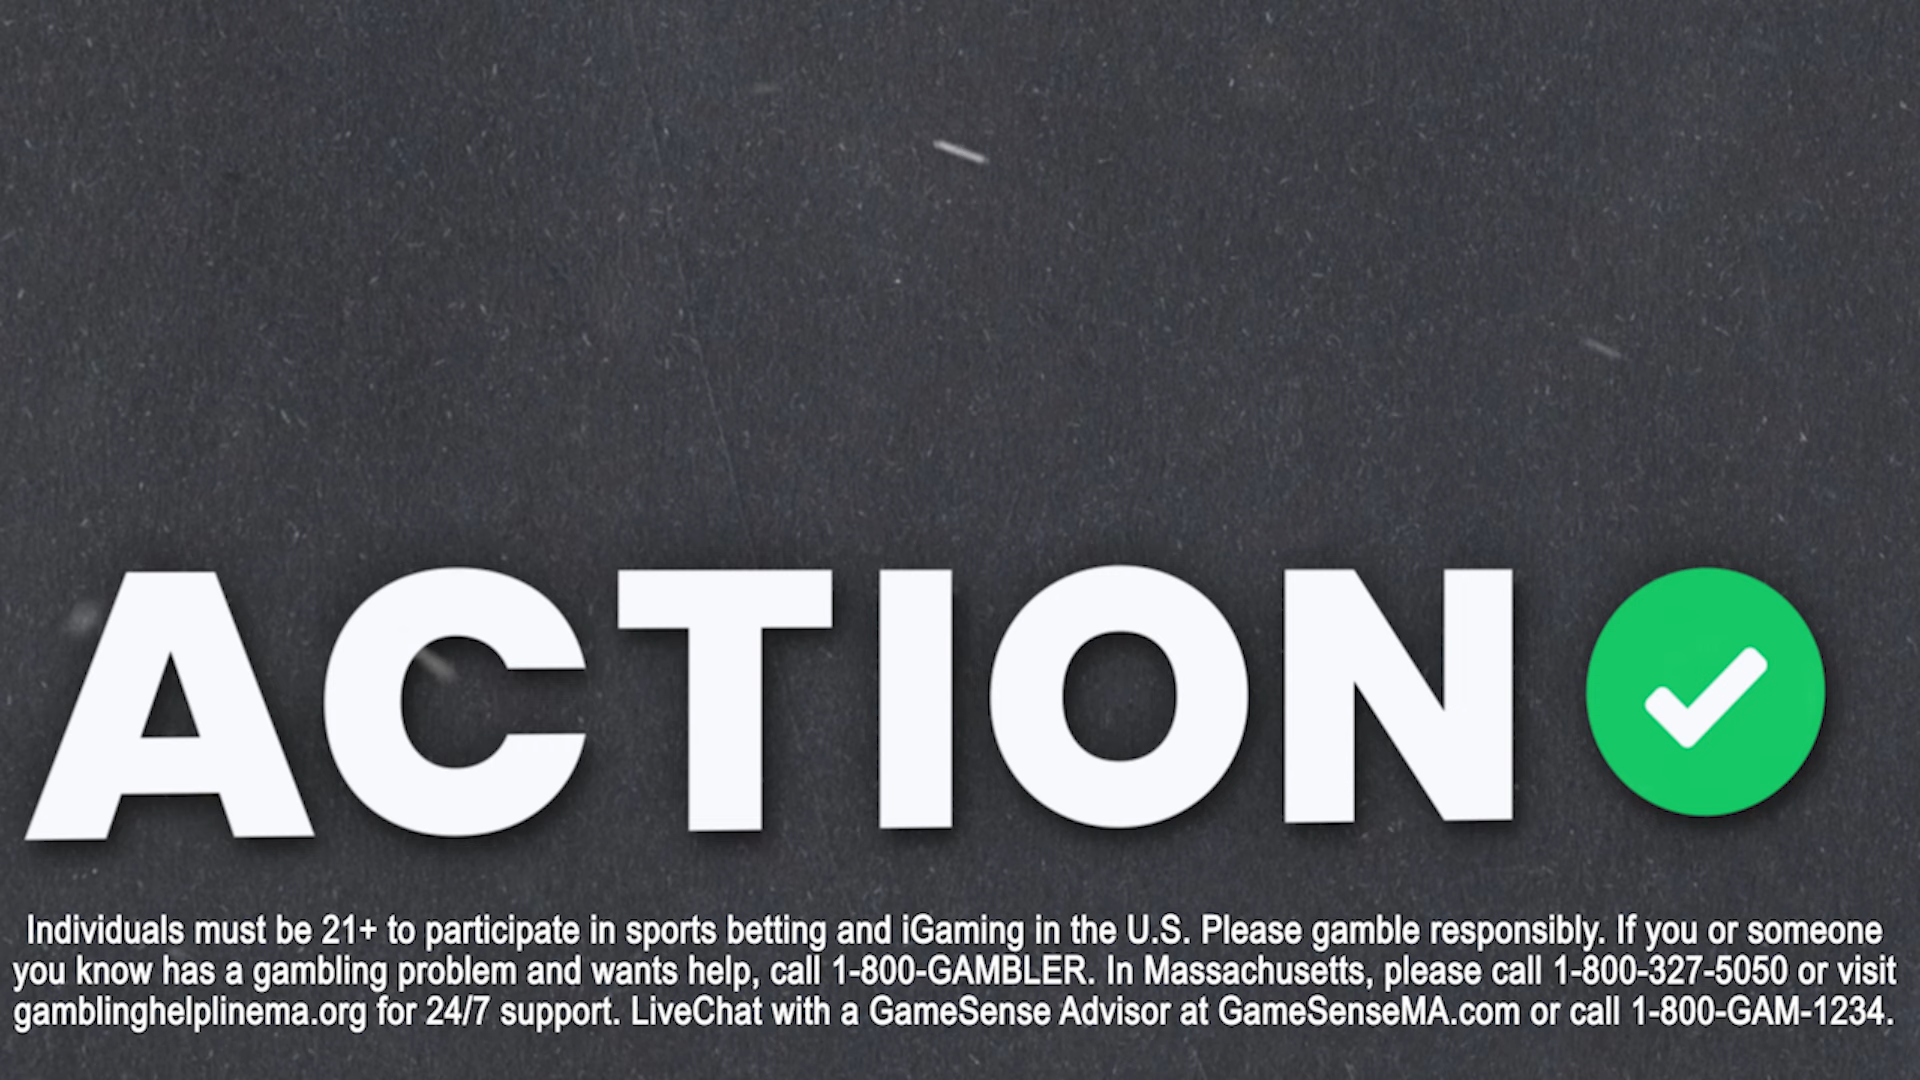 ACTION
Individuals must be 21+ to participate in sports betting and iGaming in the U.S. Please gamble responsibly. If you or someone
you know has a gambling problem and wants help, call 1-800-GAMBLER. In Massachusetts, please call 1-800-327-5050 or visit
gamblinghelplinema.org for 24/7 support. LiveChat with a GameSense Advisor at GameSenseMA.com or call 1-800-GAM-1234.